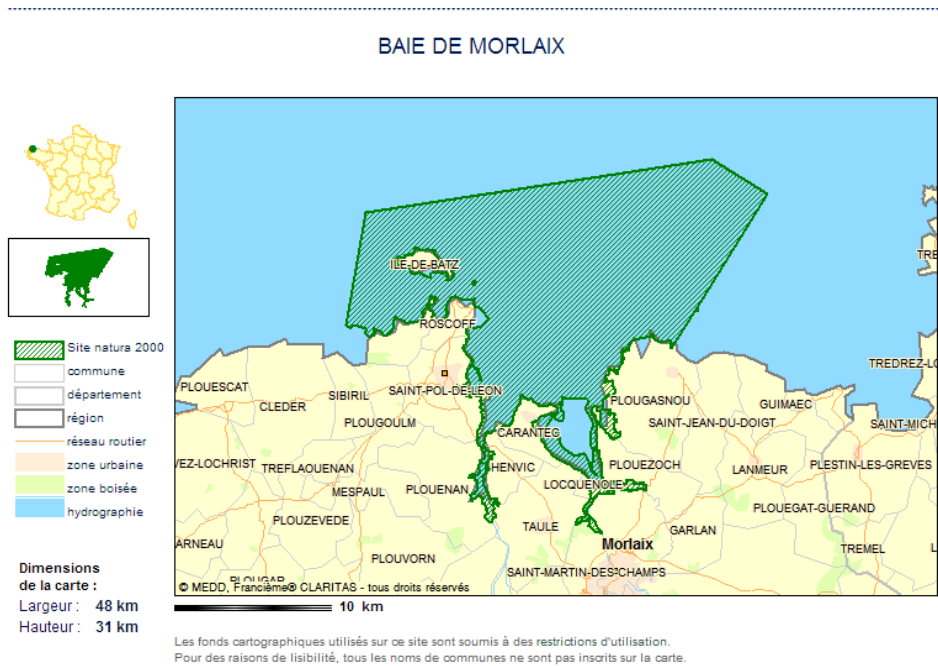 BAIE DE MORLAIX
ILE-DE-BATZ
ROSCOFF
TRE
TREDREZ-LO
PLOUESCAT
CLEDER
SIBIRIL
SAINT-POL-DE-LEON
PLOUGASNOU
GUIMAEC
PLOUGOULM
CARANTEC
SAINT-JEAN-DU-DOIGT
SAINT-MICH
VEZ-LOCHRIST
TREFLAOUENAN
HENVIC
PLOUEZOCH
LANMEUR
PLESTIN-LES-GREVES
MESPAUL
PLOUENAN
LOCQUENOLE
PLOUEGAT-GUERAND
PLOUZEVEDE
TAULE
GARLAN
ARNEAU
PLOUVORN
Morlaix
TREMEL
L
PLOUGAR
SAINT-MARTIN-DES-CHAMPS
© MEDD, Francième® CLARITAS - tous droits réservés
Site natura 2000
commune
département
région
réseau routier
zone urbaine
zone boisée
hydrographie
Dimensions
de la carte :
Largeur : 48 km
Hauteur : 31 km
10 km
Les fonds cartographiques utilisés sur ce site sont soumis à des restrictions d'utilisation.
Pour des raisons de lisibilité, tous les noms de communes ne sont pas inscrits sur la carte.